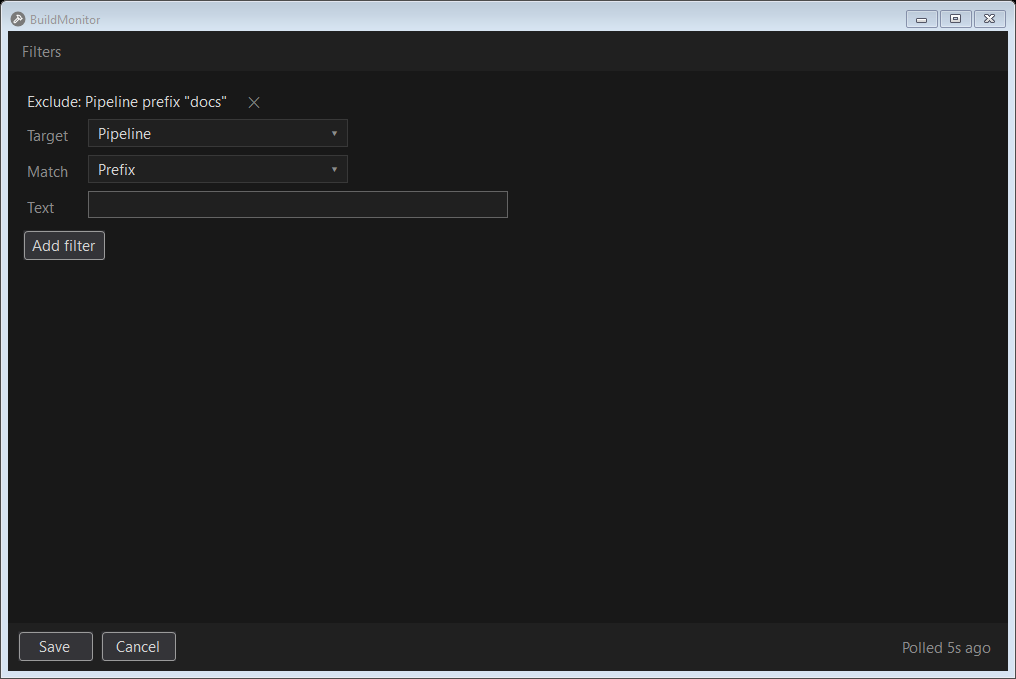 BuildMonitor
Filters
Exclude: Pipeline prefix "docs"
Target Pipeline
Match Prefix
Text
Add filter
Save Cancel Polled 5s ago